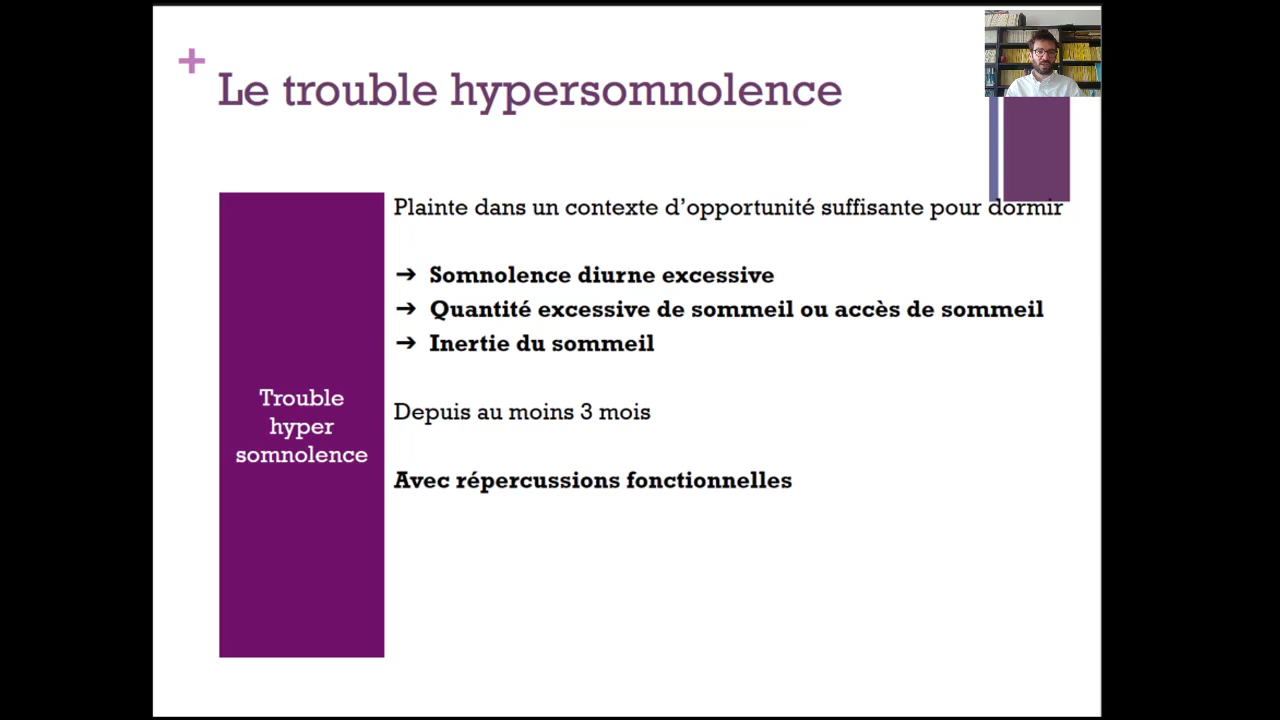 +
Le trouble hypersomnolence
Trouble
hyper
somnolence
Plainte dans un contexte d’opportunité suffisante pour dormir
➔ Somnolence diurne excessive
➔ Quantité excessive de sommeil ou accès de sommeil
➔ Inertie du sommeil
Depuis au moins 3 mois
Avec répercussions fonctionnelles